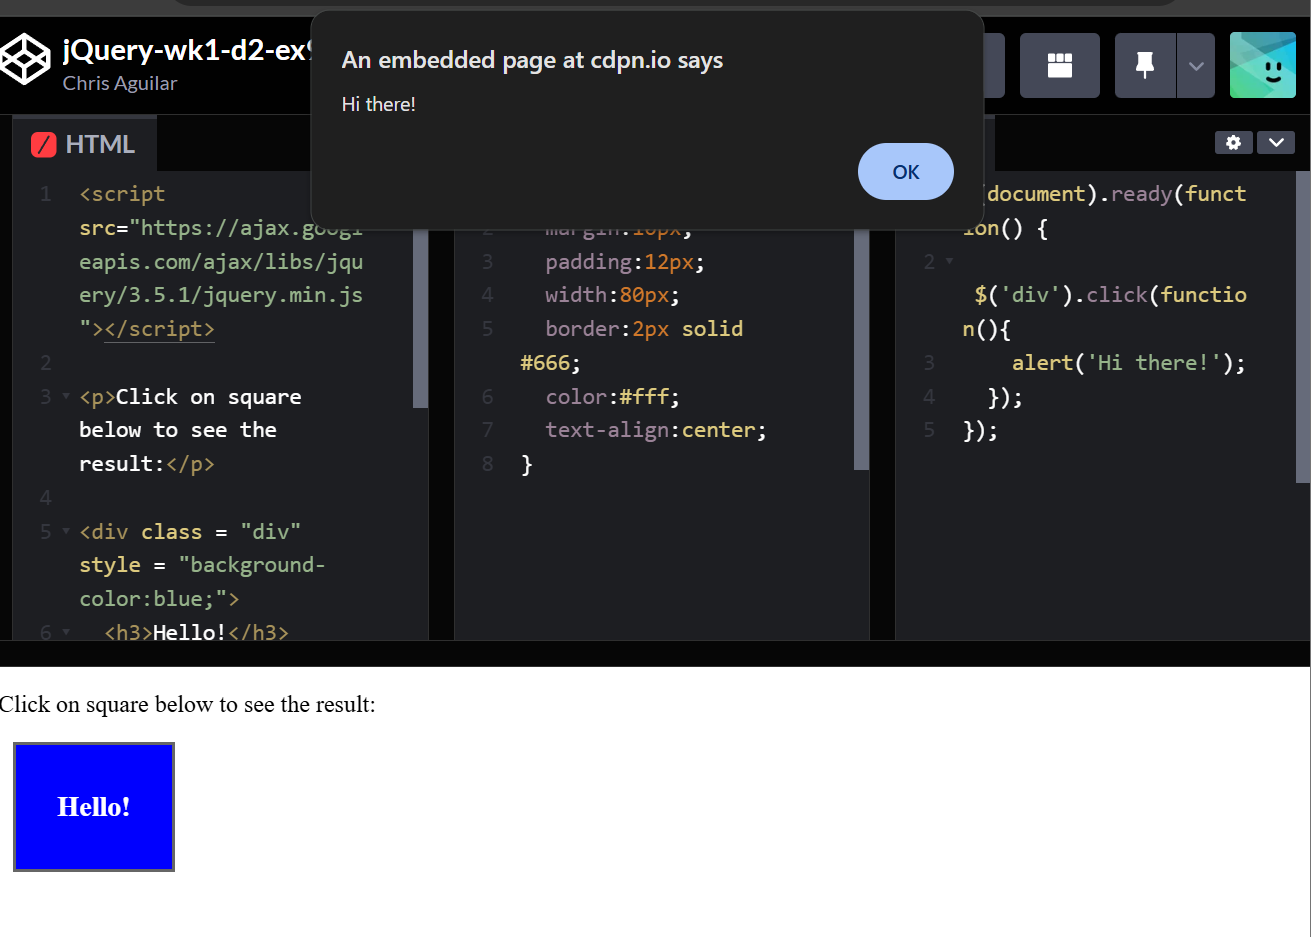 jQuery-wk1-d2-ex
Chris Aguilar
An embedded page at cdpn.io says
Hi there!
OK
HTML
1 <script
src="https://ajax.googl
eapis.com/ajax/libs/jqu
ery/3.5.1/jquery.min.js
"></script>
2
3 <p>Click on square
below to see the
result:</p>
4
5 <div class = "div"
style = "background-
color:blue;">
6 <h3>Hello!</h3>
2 margin:10px;
3 padding:12px;
4 width:80px;
5 border:2px solid
#666;
6 color:#fff;
7 text-align:center;
8 }
(document).ready(funct
ion() {
2
$('div').click(functio
n(){
3 alert('Hi there!');
4 });
5 });
Click on square below to see the result:
Hello!